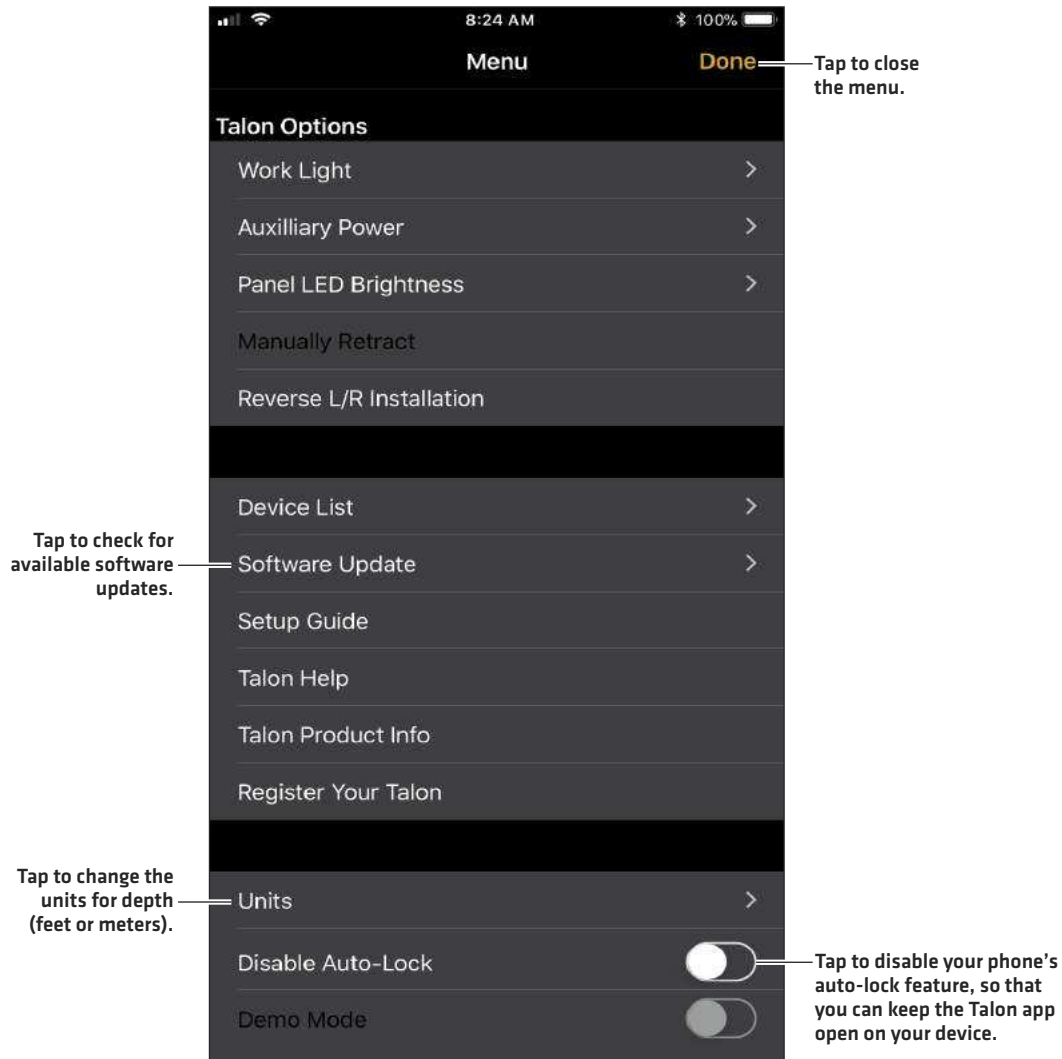 8:24 AM
100%
Menu
Done
Tap to close
the menu.
Talon Options
Work Light
Auxilliary Power
Panel LED Brightness
Manually Retract
Reverse L/R Installation
Device List
Tap to check for
available software
updates.
Software Update
Setup Guide
Talon Help
Talon Product Info
Register Your Talon
Tap to change the
units for depth
(feet or meters).
Units
Disable Auto-Lock
Tap to disable your phone's
auto-lock feature, so that
you can keep the Talon app
open on your device.
Demo Mode